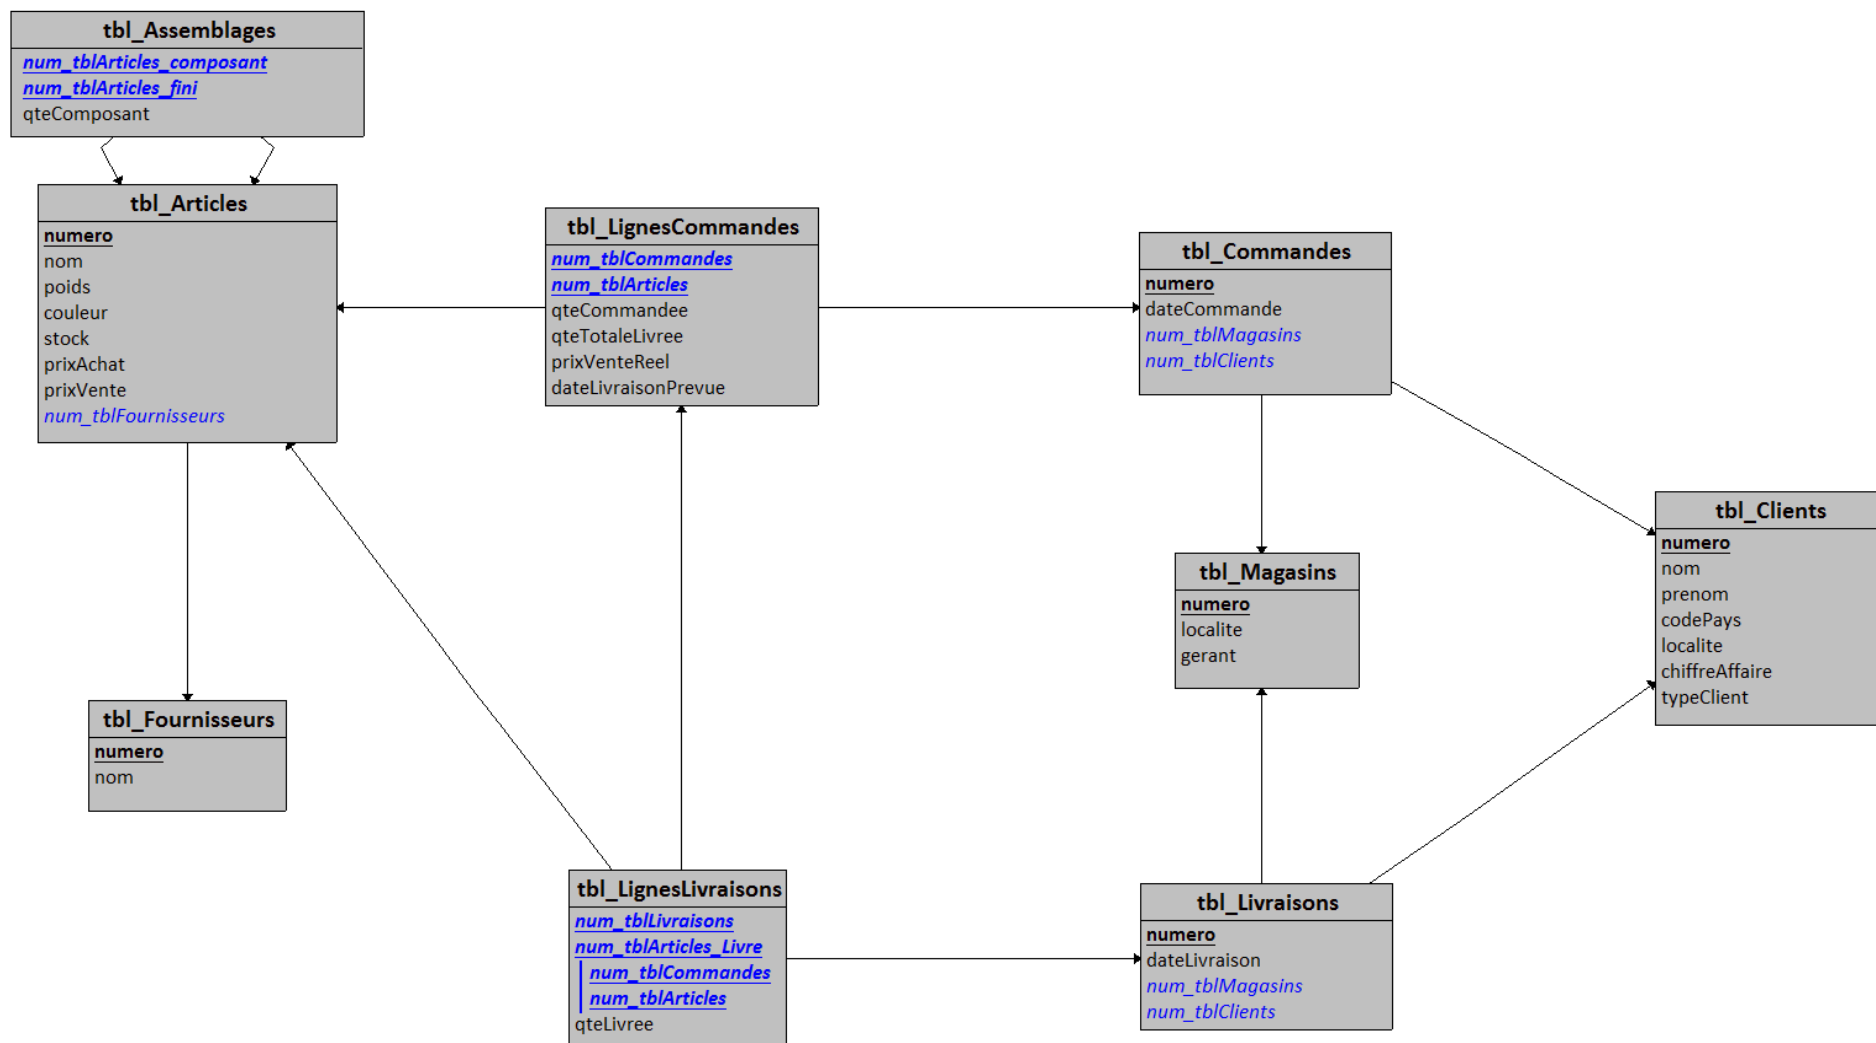 tbl_Assemblages
num_tblArticles_composant
num_tblArticles_fini
qteComposant
tbl_Articles
numero
nom
poids
couleur
stock
prixAchat
prixVente
num_tblFournisseurs
tbl_LignesCommandes
num_tblCommandes
num_tblArticles
qteCommandee
qteTotaleLivree
prixVenteReel
dateLivraisonPrevue
tbl_Commandes
numero
dateCommande
num_tblMagasins
num_tblClients
tbl_Clients
numero
nom
prenom
codePays
localite
chiffreAffaire
typeClient
tbl_Magasins
numero
localite
gerant
tbl_Fournisseurs
numero
nom
tbl_LignesLivraisons
num_tblLivraisons
num_tblArticles_Livre
num_tblCommandes
num_tblArticles
qteLivree
tbl_Livraisons
numero
dateLivraison
num_tblMagasins
num_tblClients